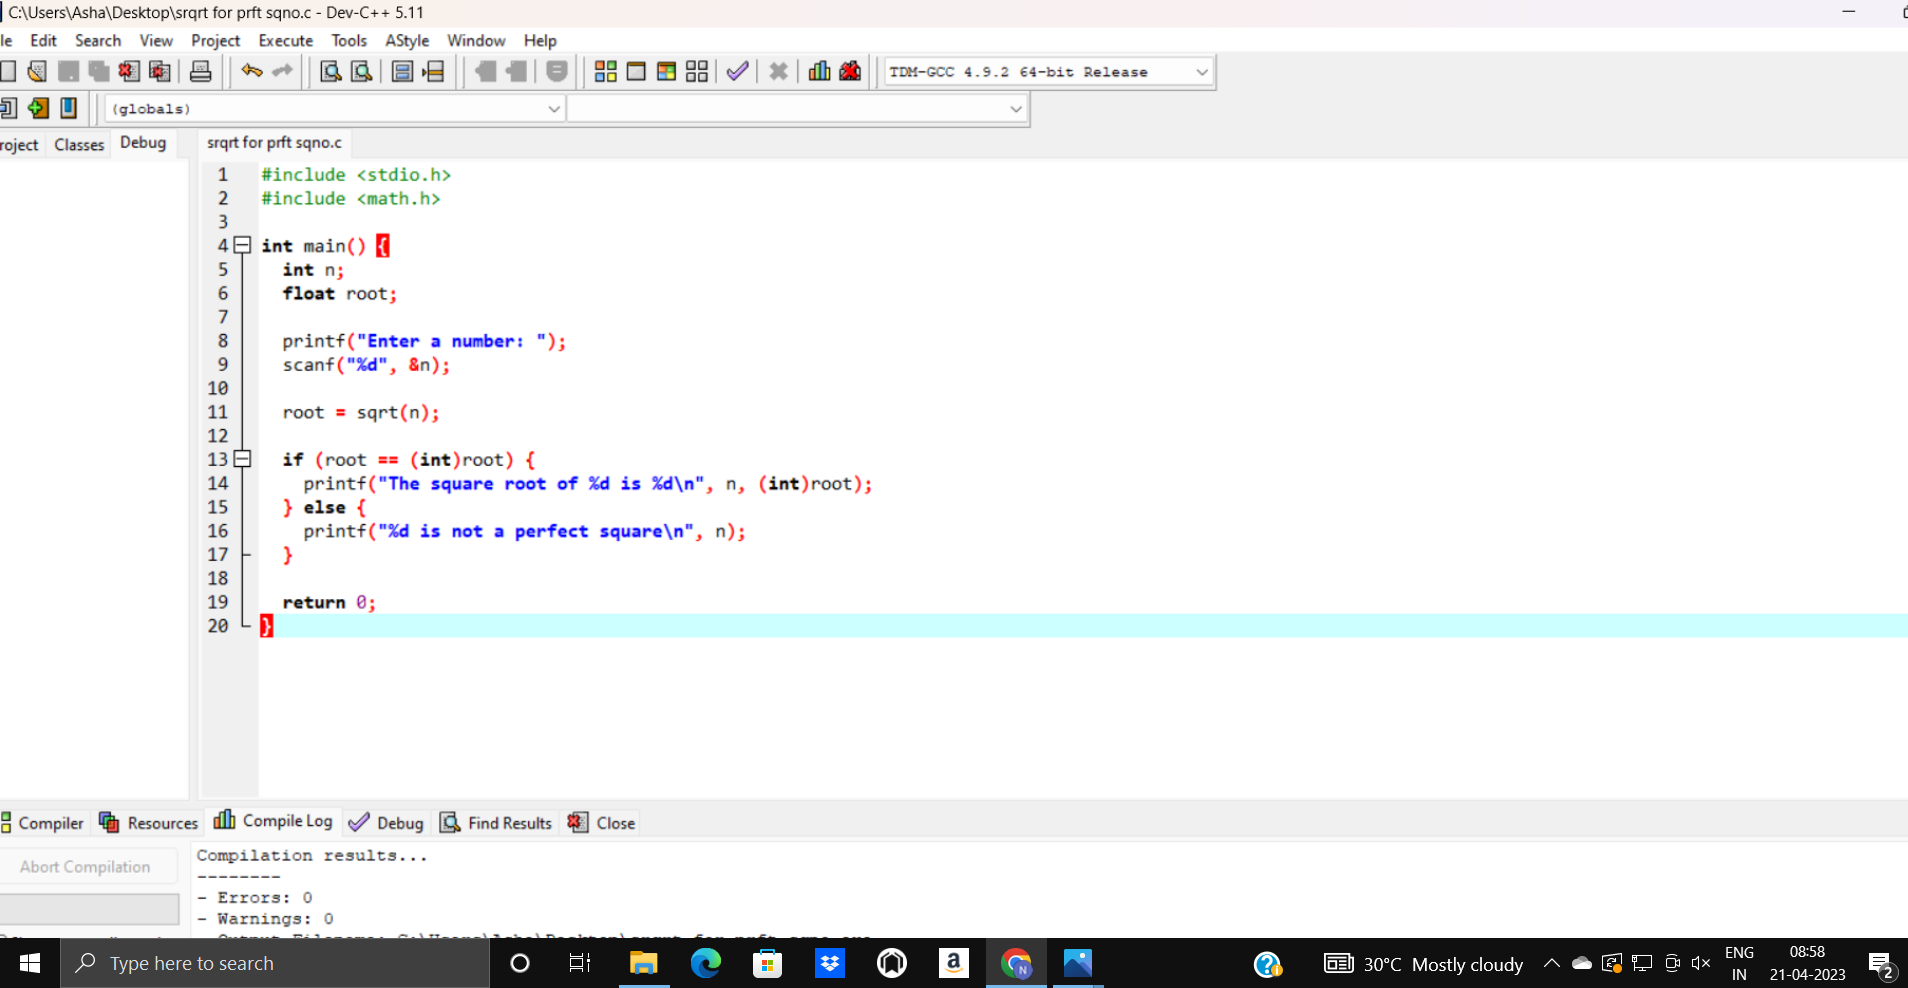 C:\Users\Asha\Desktop\srqrt for prft sqno.c - Dev-C++ 5.11
le Edit Search View Project Execute Tools AStyle Window Help
TDM-GCC 4.9.2 64-bit Release
(globals)
roject Classes Debug srqrt for prft sqno.c
1 #include <stdio.h>
2 #include <math.h>
3
4 int main() {
5 int n;
6 float root;
7
8 printf("Enter a number: ");
9 scanf("%d", &n);
10
11 root = sqrt(n);
12
13 if (root == (int)root) {
14 printf("The square root of %d is %d\n", n, (int)root);
15 } else {
16 printf("%d is not a perfect square\n", n);
17 }
18
19 return 0;
20 }
Compiler Resources Compile Log Debug Find Results Close
Abort Compilation
Compilation results...
--------
- Errors: 0
- Warnings: 0
Type here to search
a
N
30°C Mostly cloudy
ENG
IN
08:58
21-04-2023
2